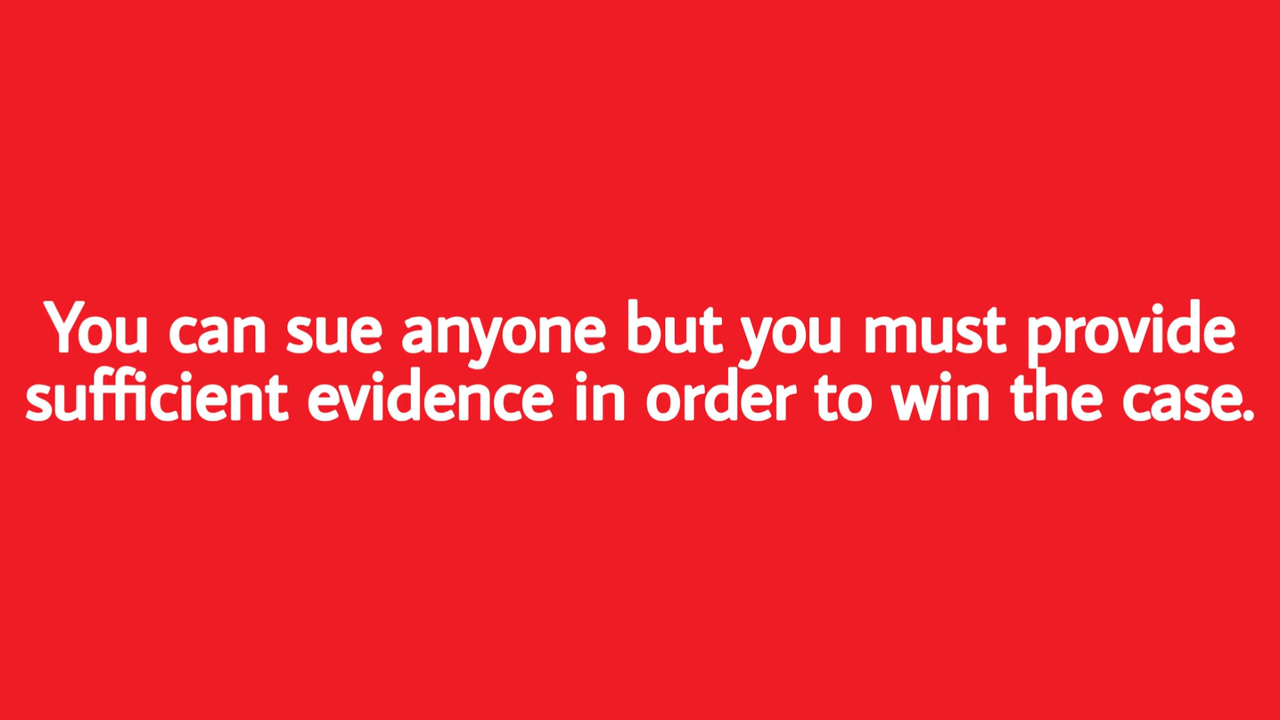 You can sue anyone but you must provide
sufficient evidence in order to win the case.